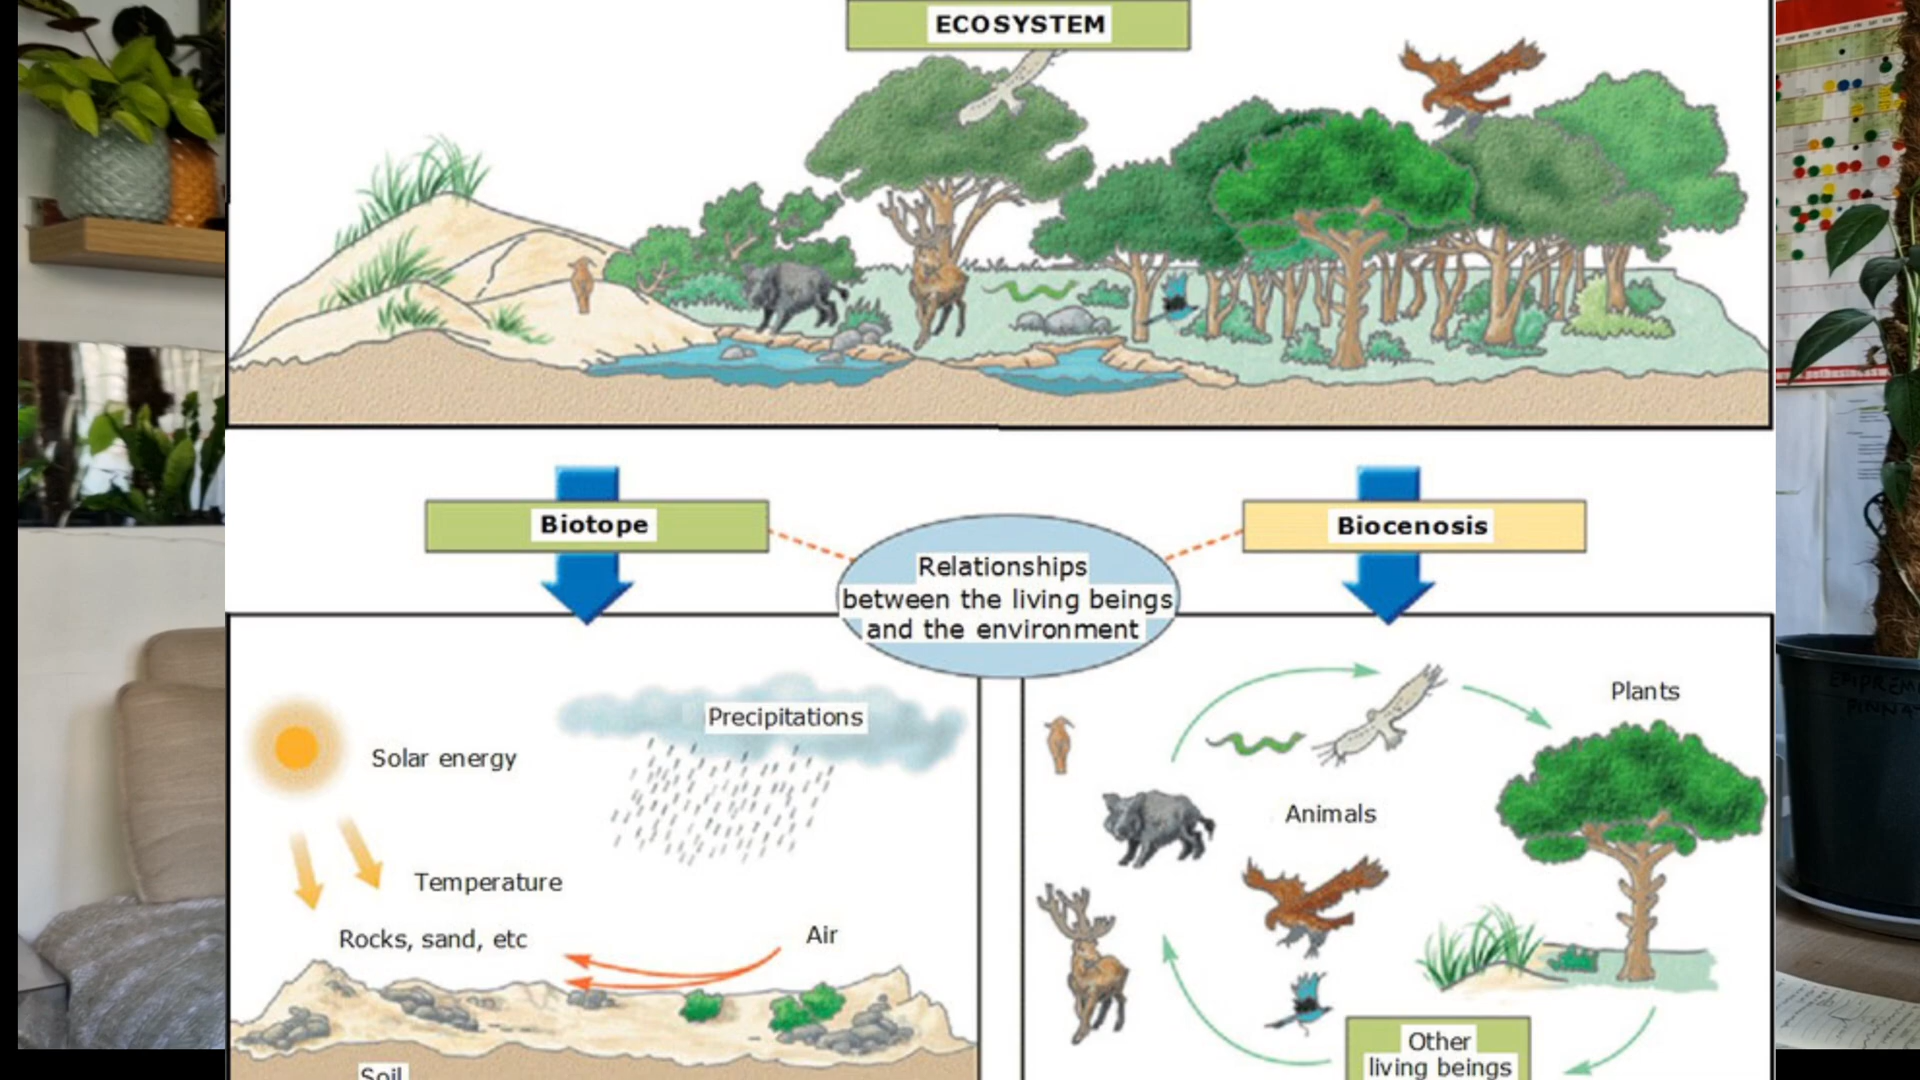 ECOSYSTEM
Biotope
Biocenosis
Relationships
between the living beings
and the environment
Precipitations
Solar energy
Temperature
Rocks, sand, etc
Air
Soil
Plants
Animals
Other
living beings